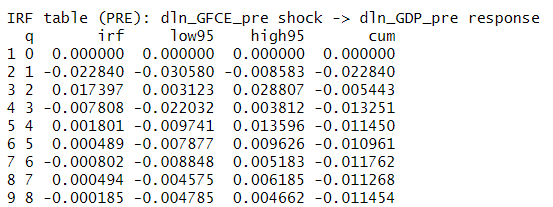 IRF table (PRE): dln_GFCE_pre shock -> dln_GDP_pre response
q irf low95 high95 cum
1 0 0.000000 0.000000 0.000000 0.000000
2 1 -0.022840 -0.030580 -0.008583 -0.022840
3 2 0.017397 0.003123 0.028807 -0.005443
4 3 -0.007808 -0.022032 0.003812 -0.013251
5 4 0.001801 -0.009741 0.013596 -0.011450
6 5 0.000489 -0.007877 0.009626 -0.010961
7 6 -0.000802 -0.008848 0.005183 -0.011762
8 7 0.000494 -0.004575 0.006185 -0.011268
9 8 -0.000185 -0.004785 0.004662 -0.011454